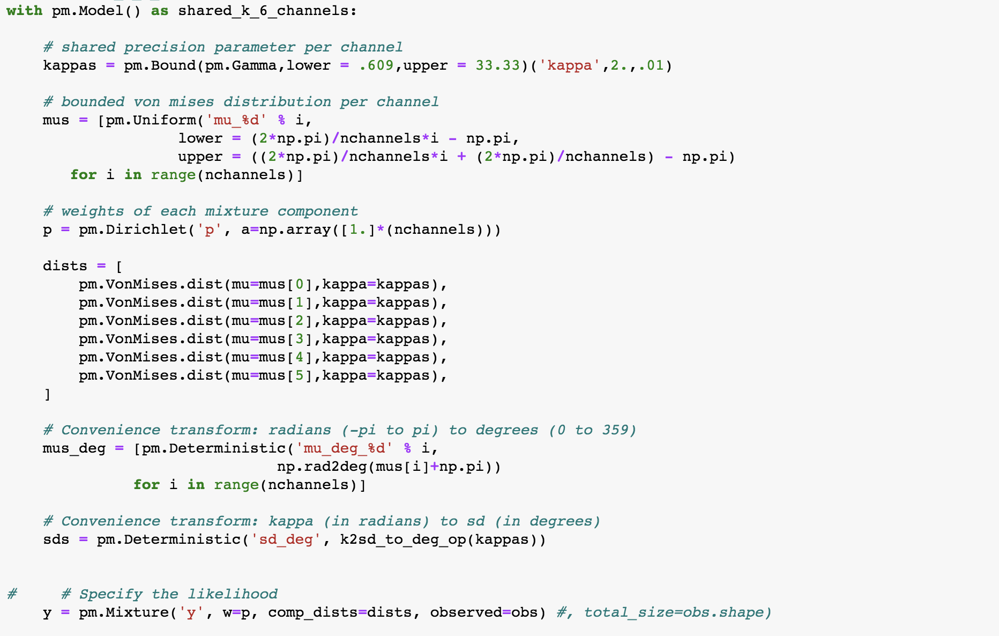 with pm.Model() as shared_k_6_channels:
# shared precision parameter per channel
kappas = pm.Bound(pm.Gamma,lower = .609,upper = 33.33)('kappa',2.,.01)
# bounded von mises distribution per channel
mus = [pm.Uniform('mu_%d' % i,
lower = (2*np.pi)/nchannels*i - np.pi,
upper = ((2*np.pi)/nchannels*i + (2*np.pi)/nchannels) - np.pi)
for i in range(nchannels)]
# weights of each mixture component
p = pm.Dirichlet('p', a=np.array([1.]*(nchannels)))
dists = [
pm.VonMises.dist(mu=mus[0],kappa=kappas),
pm.VonMises.dist(mu=mus[1],kappa=kappas),
pm.VonMises.dist(mu=mus[2],kappa=kappas),
pm.VonMises.dist(mu=mus[3],kappa=kappas),
pm.VonMises.dist(mu=mus[4],kappa=kappas),
pm.VonMises.dist(mu=mus[5],kappa=kappas),
]
# Convenience transform: radians (-pi to pi) to degrees (0 to 359)
mus_deg = [pm.Deterministic('mu_deg_%d' % i,
np.rad2deg(mus[i]+np.pi))
for i in range(nchannels)]
# Convenience transform: kappa (in radians) to sd (in degrees)
sds = pm.Deterministic('sd_deg', k2sd_to_deg_op(kappas))
# # Specify the likelihood
y = pm.Mixture('y', w=p, comp_dists=dists, observed=obs) #, total_size=obs.shape)